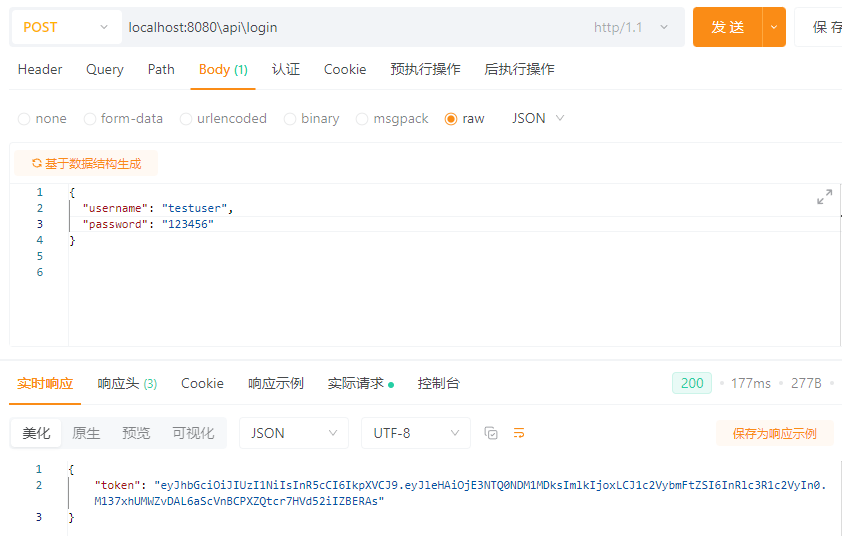 POST localhost:8080\api\login http/1.1 发 送 保 存
Header Query Path Body (1) 认证 Cookie 预执行操作 后执行操作
none form-data urlencoded binary msgpack raw JSON
基于数据结构生成
1 {
2 "username": "testuser",
3 "password": "123456"
4 }
5
6
实时响应 响应头 (3) Cookie 响应示例 实际请求 控制台 200 177ms 277B
美化 原生 预览 可视化 JSON UTF-8 保存为响应示例
1 {
2 "token": "eyJhbGciOiJIUzI1NiIsInR5cCI6IkpXVCJ9.eyJleHAiOjE3NTQ0NDM1MDksImlkIjoxLCJ1c2VybmFtZSI6InRlc3R1c2VyIn0.
M137xhUMWZvDAL6aScVnBCPXZQtcr7HVd52iIZBERAs"
3 }